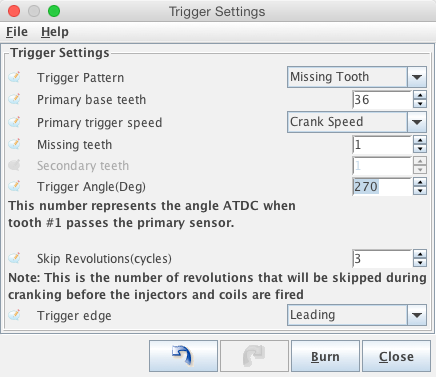 Trigger Settings
File Help
Trigger Settings
Trigger Pattern Missing Tooth
Primary base teeth 36
Primary trigger speed Crank Speed
Missing teeth 1
Secondary teeth 1
Trigger Angle(Deg) 270
This number represents the angle ATDC when
tooth #1 passes the primary sensor.
Skip Revolutions(cycles) 3
Note: This is the number of revolutions that will be skipped during
cranking before the injectors and coils are fired
Trigger edge Leading
Burn Close